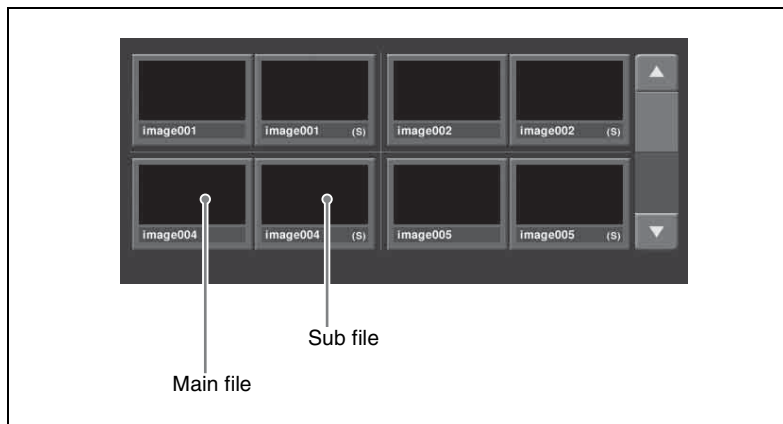 image001 image001 (S) image002 image002 (S)
image004 image004 (S) image005 image005 (S)
Sub file
Main file